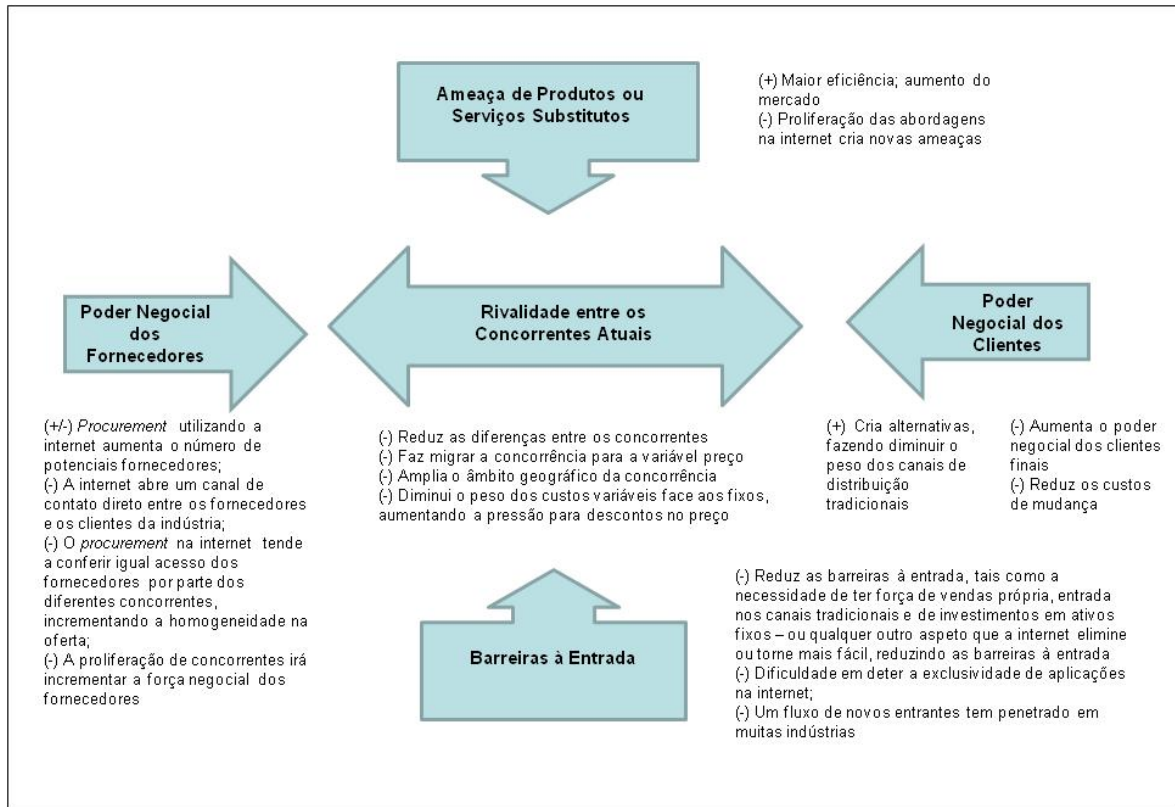 Ameaça de Produtos ou
Serviços Substitutos
(+) Maior eficiência; aumento do
mercado
(-) Proliferação das abordagens
na internet cria novas ameaças
Poder Negocial
dos
Fornecedores
Rivalidade entre os
Concorrentes Atuais
Poder
Negocial dos
Clientes
(+/-) Procurement utilizando a
internet aumenta o número de
potenciais fornecedores;
(-) A internet abre um canal de
contato direto entre os fornecedores
e os clientes da indústria;
(-) O procurement na internet tende
a conferir igual acesso dos
fornecedores por parte dos
diferentes concorrentes,
incrementando a homogeneidade na
oferta;
(-) A proliferação de concorrentes irá
incrementar a força negocial dos
fornecedores
(-) Reduz as diferenças entre os concorrentes
(-) Faz migrar a concorrência para a variável preço
(-) Amplia o âmbito geográfico da concorrência
(-) Diminui o peso dos custos variáveis face aos fixos,
aumentando a pressão para descontos no preço
(+) Cria alternativas,
fazendo diminuir o
peso dos canais de
distribuição
tradicionais
(-) Aumenta o poder
negocial dos clientes
finais
(-) Reduz os custos
de mudança
Barreiras à Entrada
(-) Reduz as barreiras à entrada, tais como a
necessidade de ter força de vendas própria, entrada
nos canais tradicionais e de investimentos em ativos
fixos – ou qualquer outro aspeto que a internet elimine
ou torne mais fácil, reduzindo as barreiras à entrada
(-) Dificuldade em deter a exclusividade de aplicações
na internet;
(-) Um fluxo de novos entrantes tem penetrado em
muitas indústrias